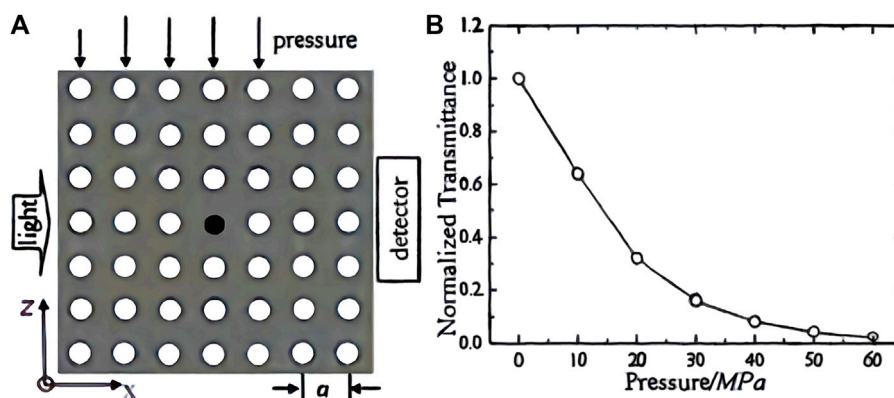 A
pressure
light
detector
z
x
a
B
Normalized Transmittance
1.2
1.0
0.8
0.6
0.4
0.2
0.0
0 10 20 30 40 50 60
Pressure/MPa